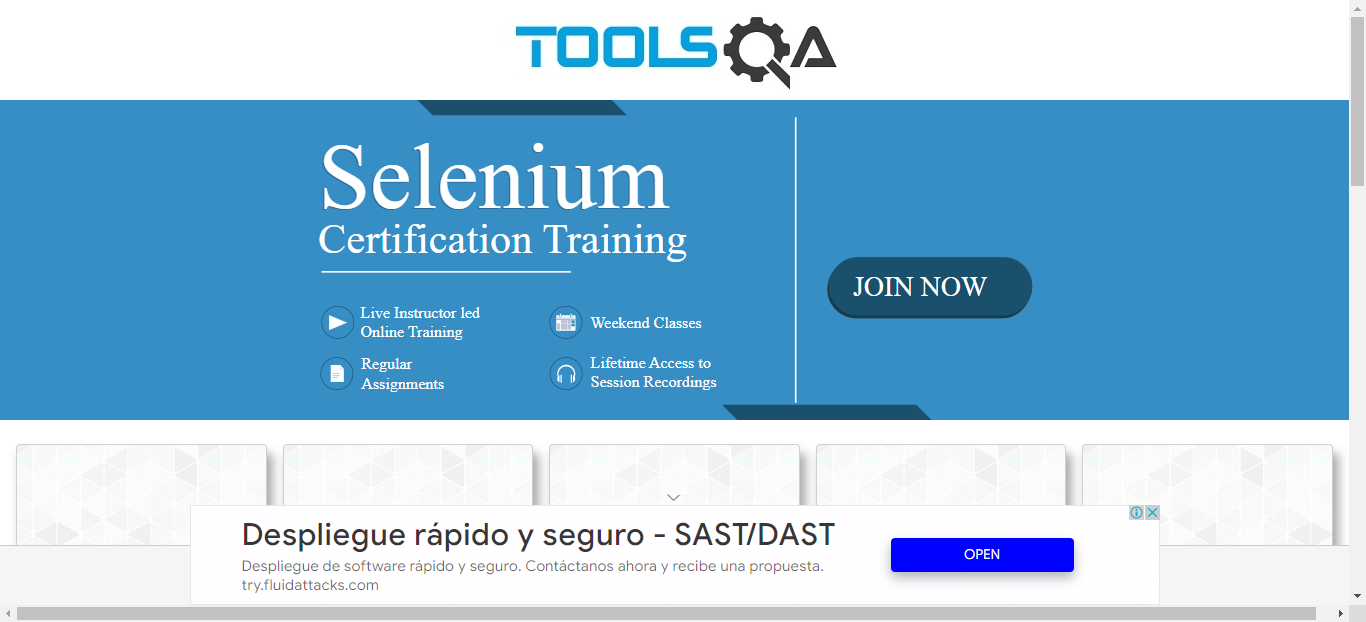 TOOLSQA
Selenium
Certification Training
Live Instructor led
Online Training
Weekend Classes
Regular
Assignments
Lifetime Access to
Session Recordings
JOIN NOW
Despliegue rápido y seguro - SAST/DAST
Despliegue de software rápido y seguro. Contáctanos ahora y recibe una propuesta.
try.fluidattacks.com
OPEN